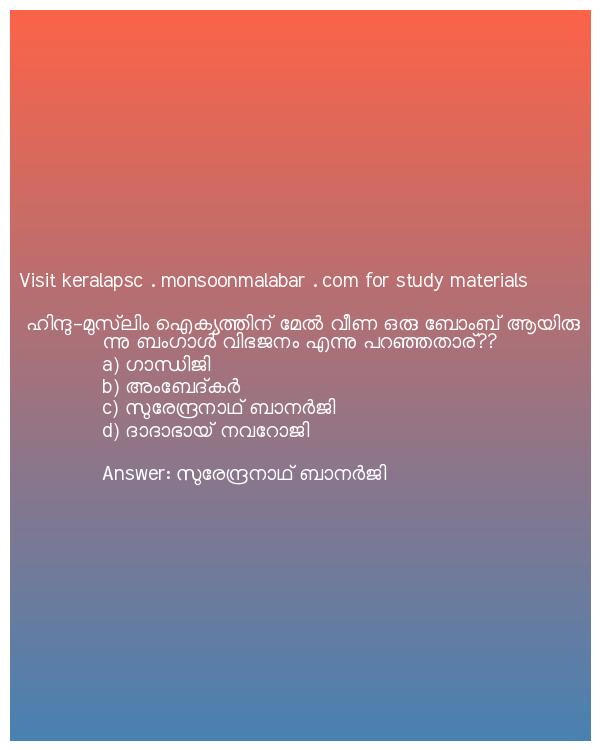 Visit keralapsc . monsoonmalabar . com for study materials
ഹിന്ദു-മുസ്‌ലിം ഐക്യത്തിന് മേൽ വീണ ഒരു ബോംബ് ആയിരു
ന്നു ബംഗാൾ വിഭജനം എന്നു പറഞ്ഞതാര്??
a) ഗാന്ധിജി
b) അംബേദ്കർ
c) സുരേന്ദ്രനാഥ് ബാനർജി
d) ദാദാഭായ് നവറോജി
Answer: സുരേന്ദ്രനാഥ് ബാനർജി